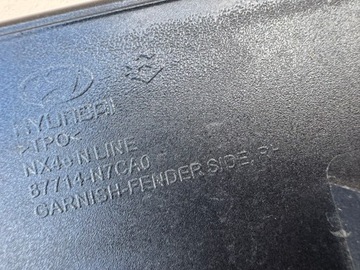 HYUNDAI
>TPO<
NX4e N LINE
87714-N7CA0
GARNISH-FENDER SIDE, R